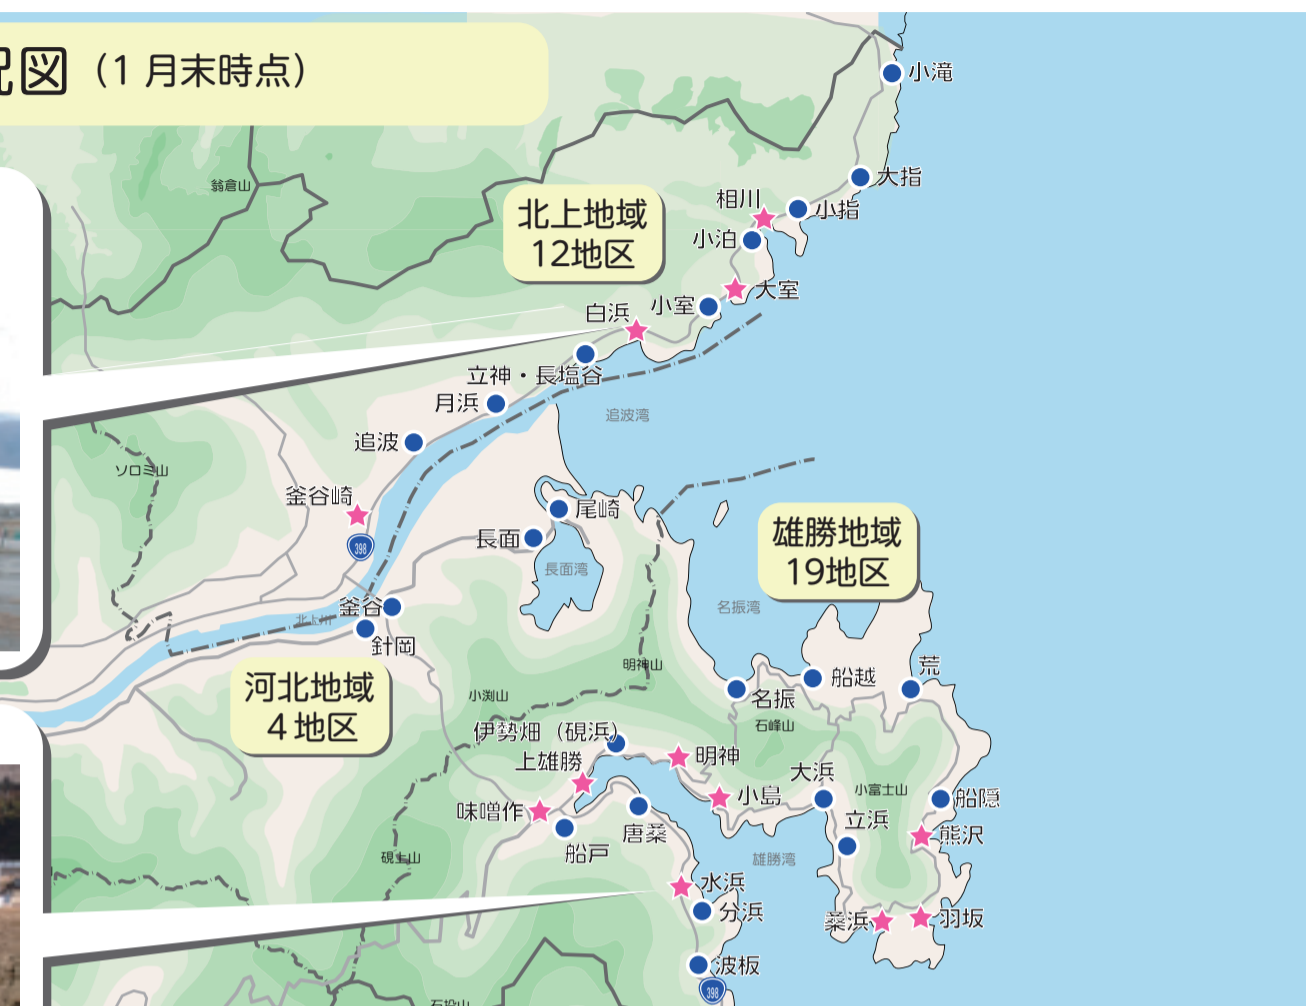 図（1月末時点）
小滝
大指
翁倉山
相川
小指
北上地域
12地区
小泊
大室
小室
白浜
立神・長塩谷
月浜
追波湾
追波
ソロミ山
釜谷崎
尾崎
398
長面
雄勝地域
19地区
長面湾
釜谷
北上川
名振湾
針岡
明神山
荒
船越
河北地域
4地区
小渕山
名振
石峰山
伊勢畑（硯浜）
明神
上雄勝
大浜
小富士山
小島
船隠
味噌作
立浜
唐桑
熊沢
船戸
硯上山
雄勝湾
水浜
分浜
羽坂
桑浜
波板
398
石投山